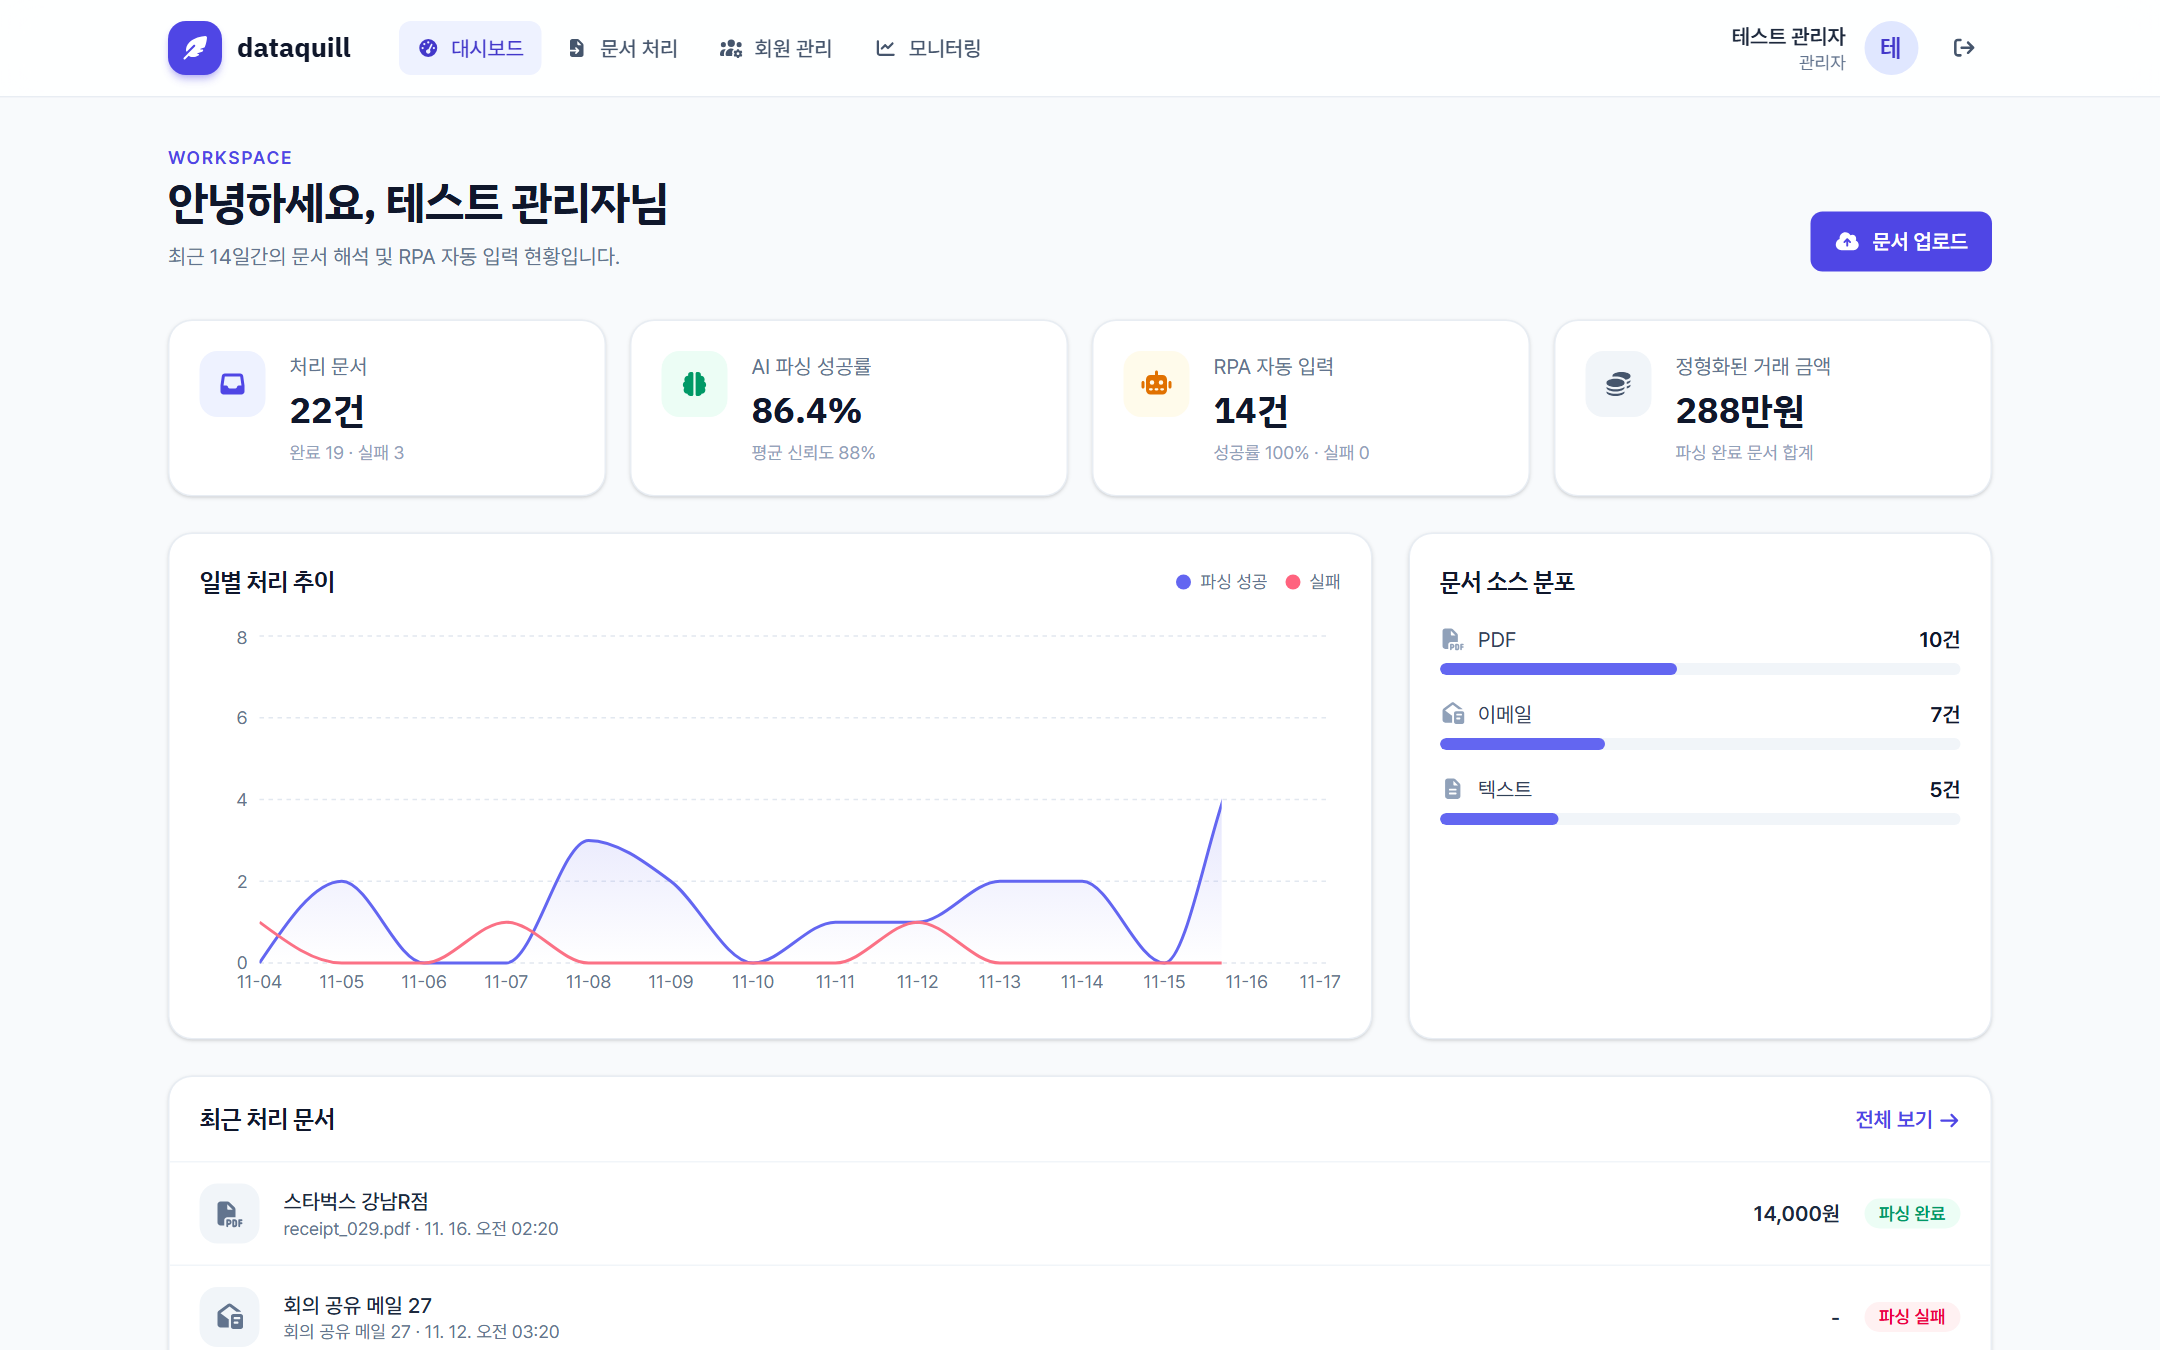 dataquill
대시보드
문서 처리
회원 관리
모니터링
테스트 관리자
관리자
테
WORKSPACE
안녕하세요, 테스트 관리자님
최근 14일간의 문서 해석 및 RPA 자동 입력 현황입니다.
문서 업로드
처리 문서
22건
완료 19 · 실패 3
AI 파싱 성공률
86.4%
평균 신뢰도 88%
RPA 자동 입력
14건
성공률 100% · 실패 0
정형화된 거래 금액
288만원
파싱 완료 문서 합계
일별 처리 추이
파싱 성공
실패
8
6
4
2
0
11-04 11-05 11-06 11-07 11-08 11-09 11-10 11-11 11-12 11-13 11-14 11-15 11-16 11-17
문서 소스 분포
PDF
PDF 10건
이메일 7건
텍스트 5건
최근 처리 문서
전체 보기 →
PDF
스타벅스 강남R점
receipt_029.pdf · 11. 16. 오전 02:20
14,000원
파싱 완료
회의 공유 메일 27
회의 공유 메일 27 · 11. 12. 오전 03:20
-
파싱 실패